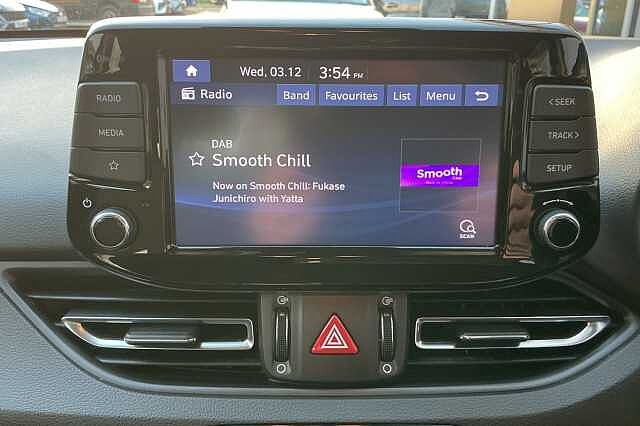 Wed, 03.12 3:54 PM
Radio Band Favourites List Menu
DAB
Smooth Chill
Now on Smooth Chill: Fukase
Junichiro with Yatta
Smooth
SCAN
RADIO
MEDIA
< SEEK
TRACK >
SETUP